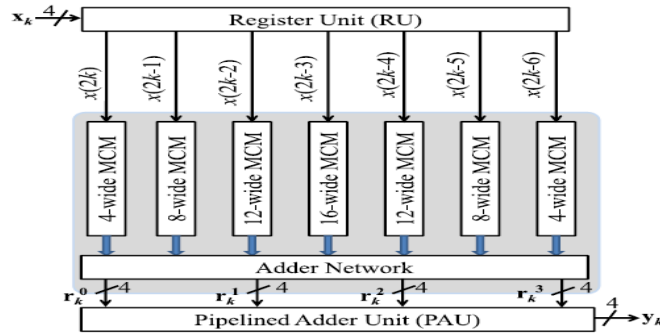 x_k 4 Register Unit (RU)
x(2k) x(2k-1) x(2k-2) x(2k-3) x(2k-4) x(2k-5) x(2k-6)
4-wide MCM 8-wide MCM 12-wide MCM 16-wide MCM 12-wide MCM 8-wide MCM 4-wide MCM
Adder Network
r_k^0 4 r_k^1 4 r_k^2 4 r_k^3 4
Pipelined Adder Unit (PAU) 4 y_k